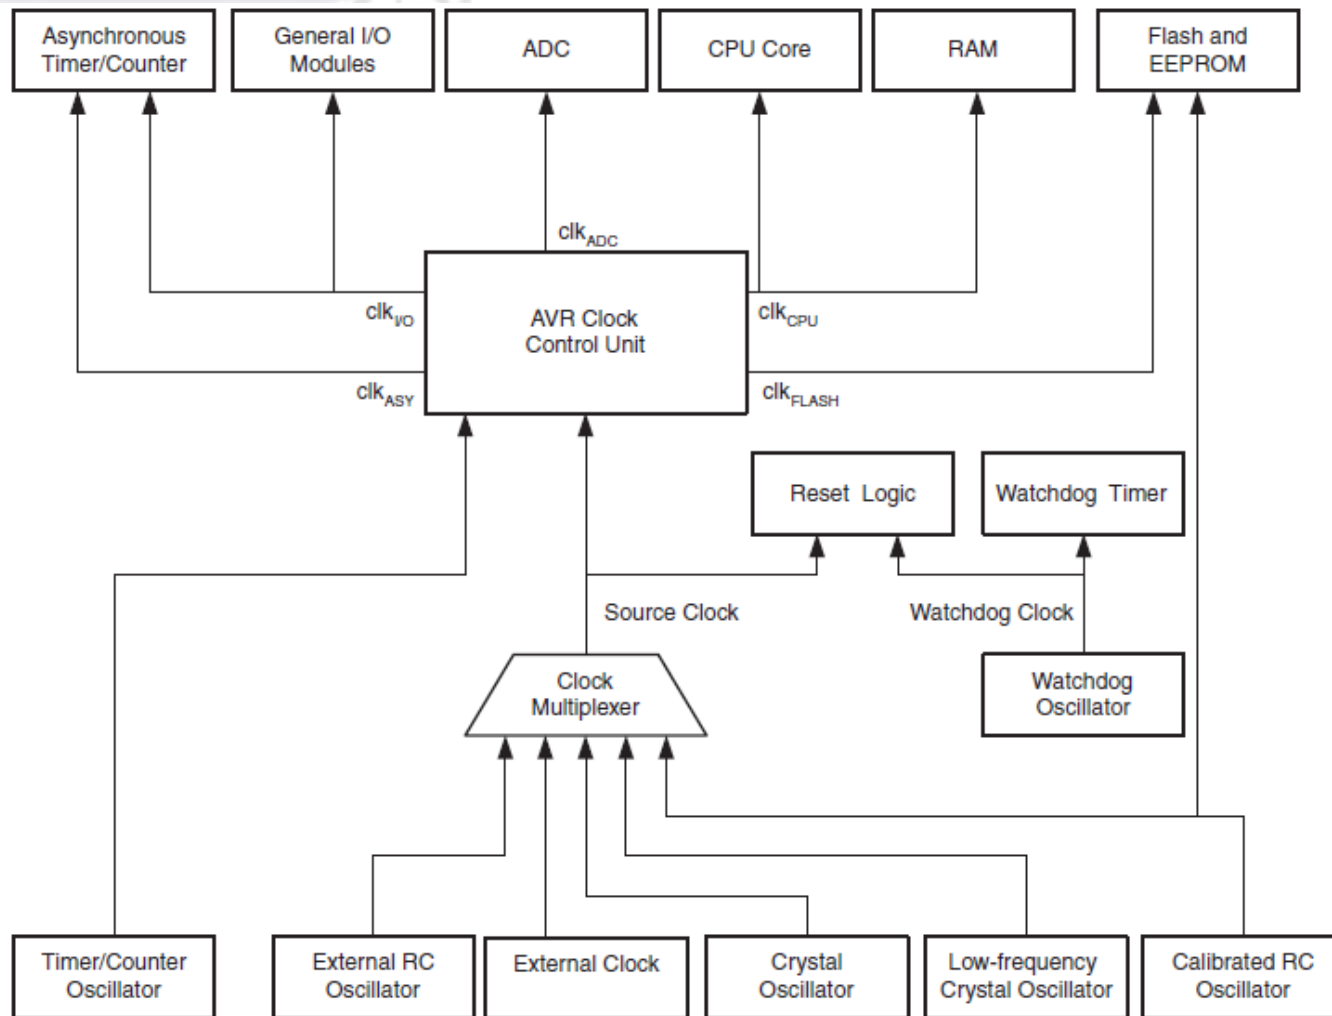 Asynchronous
Timer/Counter
General I/O
Modules
ADC
CPU Core
RAM
Flash and
EEPROM
clkADC
clkI/O
AVR Clock
Control Unit
clkCPU
clkASY
clkFLASH
Reset Logic
Watchdog Timer
Source Clock
Watchdog Clock
Clock
Multiplexer
Watchdog
Oscillator
Timer/Counter
Oscillator
External RC
Oscillator
External Clock
Crystal
Oscillator
Low-frequency
Crystal Oscillator
Calibrated RC
Oscillator